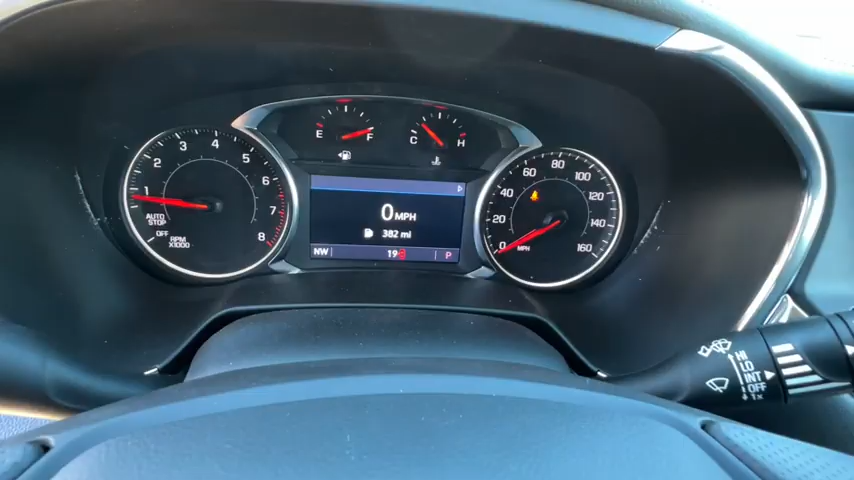 E F
C H
1 2 3 4 5 6 7 8
AUTO
STOP
OFF
RPM
X1000
0 MPH
382 mi
NW
P
0 20 40 60 80 100 120 140 160
MPH
HI
LO
INT
OFF
1x